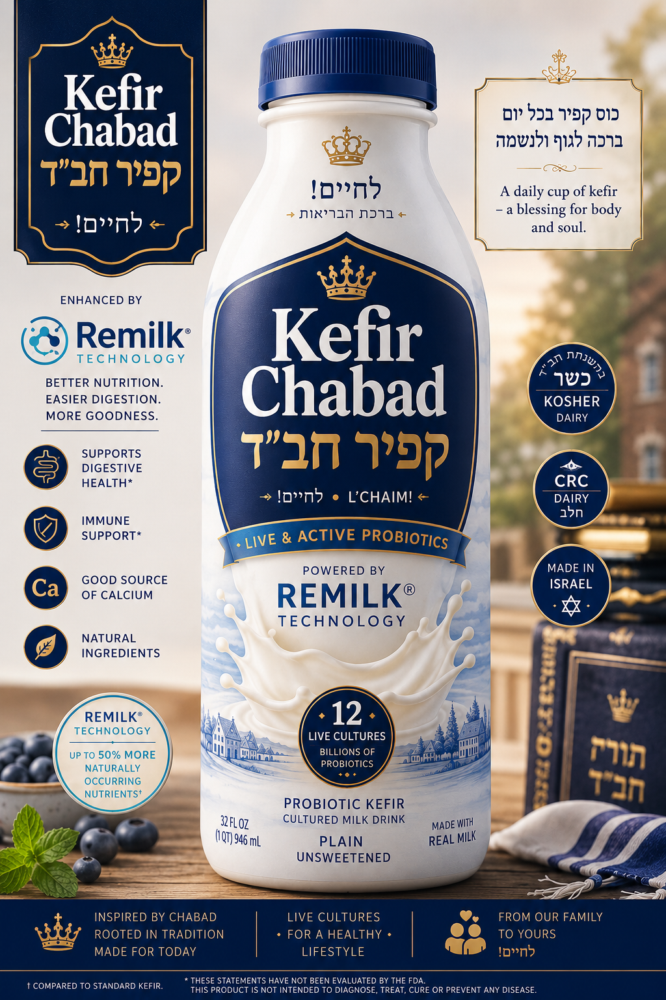 Kefir
Chabad
קפיר חב״ד
לחיים!
ENHANCED BY
Remilk®
TECHNOLOGY
BETTER NUTRITION.
EASIER DIGESTION.
MORE GOODNESS.
SUPPORTS
DIGESTIVE
HEALTH*
IMMUNE
SUPPORT*
Ca
GOOD SOURCE
OF CALCIUM
NATURAL
INGREDIENTS
REMILK®
TECHNOLOGY
UP TO 50% MORE
NATURALLY
OCCURRING
NUTRIENTS†
לחיים!
ברכת הבריאות
Kefir
Chabad
קפיר חב״ד
לחיים! • L'CHAIM!
• LIVE & ACTIVE PROBIOTICS
POWERED BY
REMILK®
TECHNOLOGY
12
LIVE CULTURES
BILLIONS OF
PROBIOTICS
PROBIOTIC KEFIR
CULTURED MILK DRINK
PLAIN
UNSWEETENED
32 FL OZ
(1 QT) 946 mL
MADE WITH
REAL MILK
כוס קפיר בכל יום
ברכה לגוף ולנשמה
A daily cup of kefir
– a blessing for body
and soul.
בהשגחת חב״ד
כשר
KOSHER
DAIRY
CRC
DAIRY
חלב
MADE IN
ISRAEL
תורה
חב״ד
INSPIRED BY CHABAD
ROOTED IN TRADITION
MADE FOR TODAY
LIVE CULTURES
• FOR A HEALTHY •
LIFESTYLE
FROM OUR FAMILY
TO YOURS
לחיים!
† COMPARED TO STANDARD KEFIR.
* THESE STATEMENTS HAVE NOT BEEN EVALUATED BY THE FDA.
THIS PRODUCT IS NOT INTENDED TO DIAGNOSE, TREAT, CURE OR PREVENT ANY DISEASE.